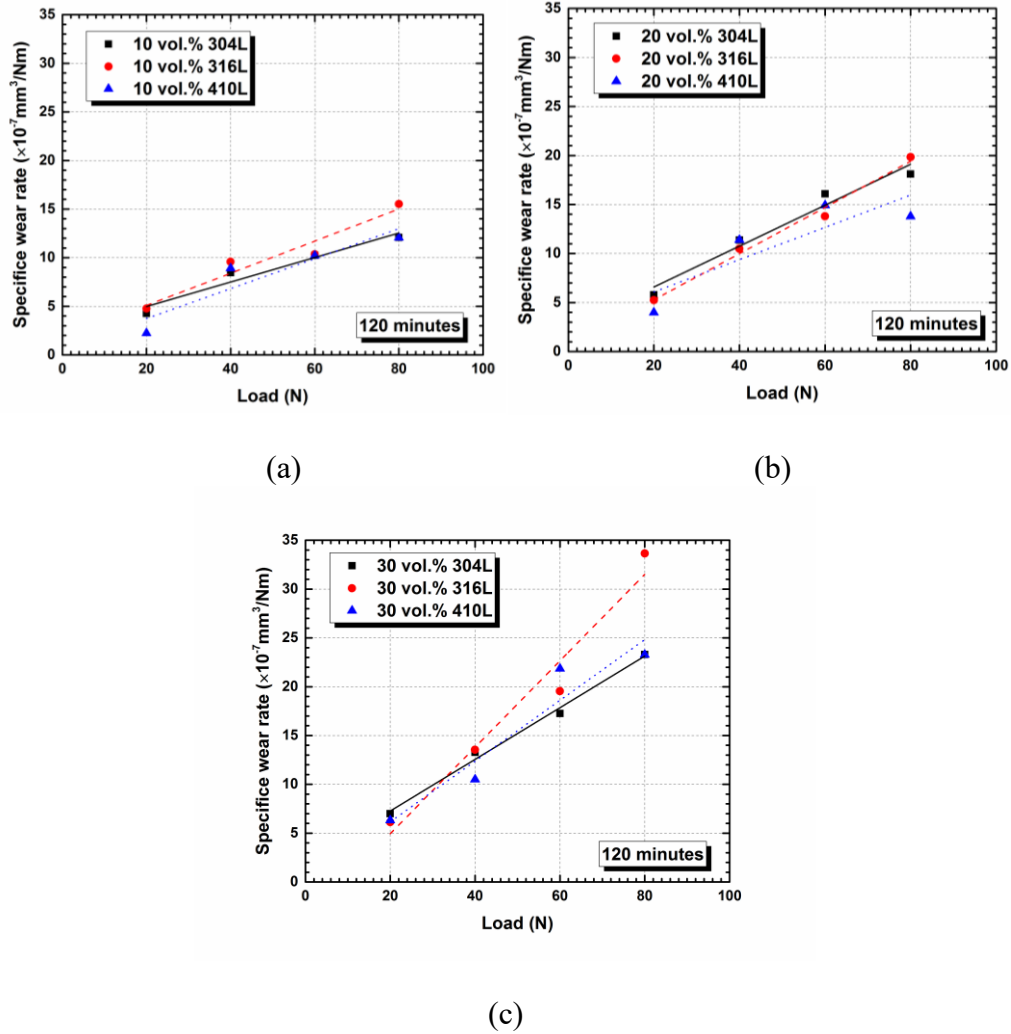 35
30
25
20
15
10
5
0
Specifice wear rate (×10⁻⁷mm³/Nm)
10 vol.% 304L
10 vol.% 316L
10 vol.% 410L
120 minutes
0 20 40 60 80 100
Load (N)
(a)
35
30
25
20
15
10
5
0
Specifice wear rate (×10⁻⁷mm³/Nm)
20 vol.% 304L
20 vol.% 316L
20 vol.% 410L
120 minutes
0 20 40 60 80 100
Load (N)
(b)
35
30
25
20
15
10
5
0
Specifice wear rate (×10⁻⁷mm³/Nm)
30 vol.% 304L
30 vol.% 316L
30 vol.% 410L
120 minutes
0 20 40 60 80 100
Load (N)
(c)